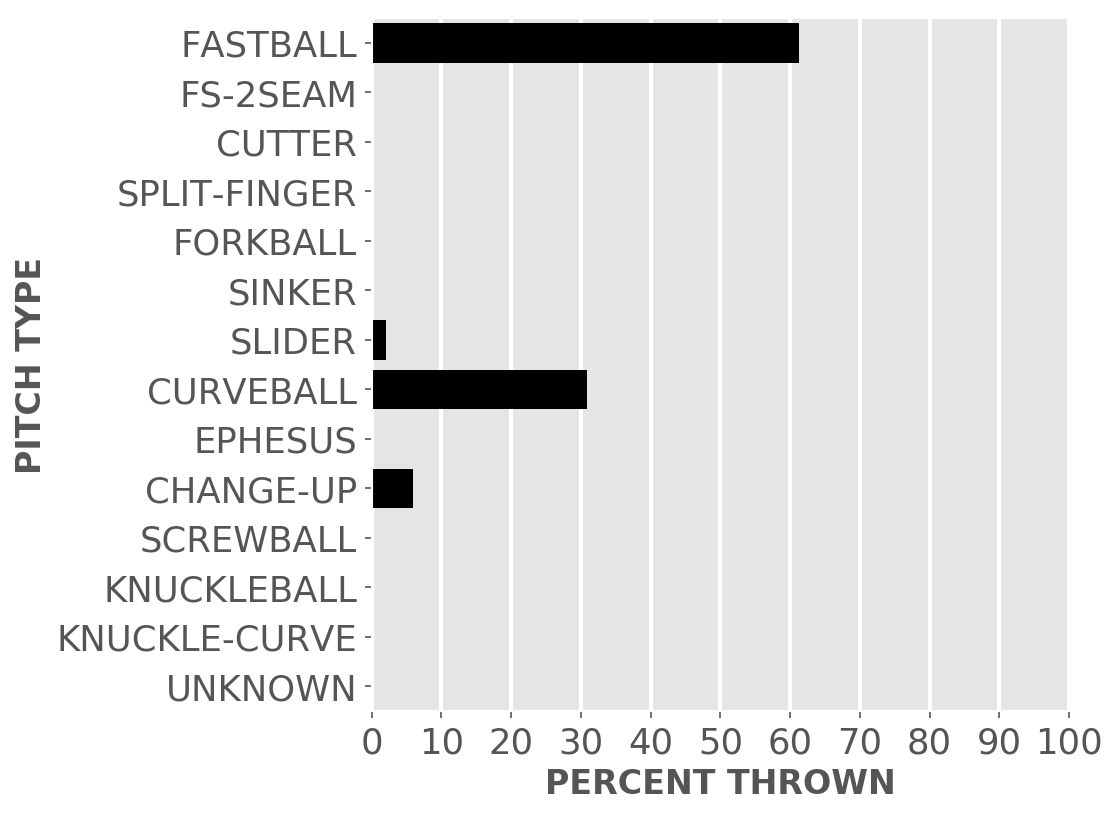 FASTBALL
FS-2SEAM
CUTTER
SPLIT-FINGER
FORKBALL
SINKER
SLIDER
CURVEBALL
EPHESUS
CHANGE-UP
SCREWBALL
KNUCKLEBALL
KNUCKLE-CURVE
UNKNOWN
PITCH TYPE
0 10 20 30 40 50 60 70 80 90 100
PERCENT THROWN